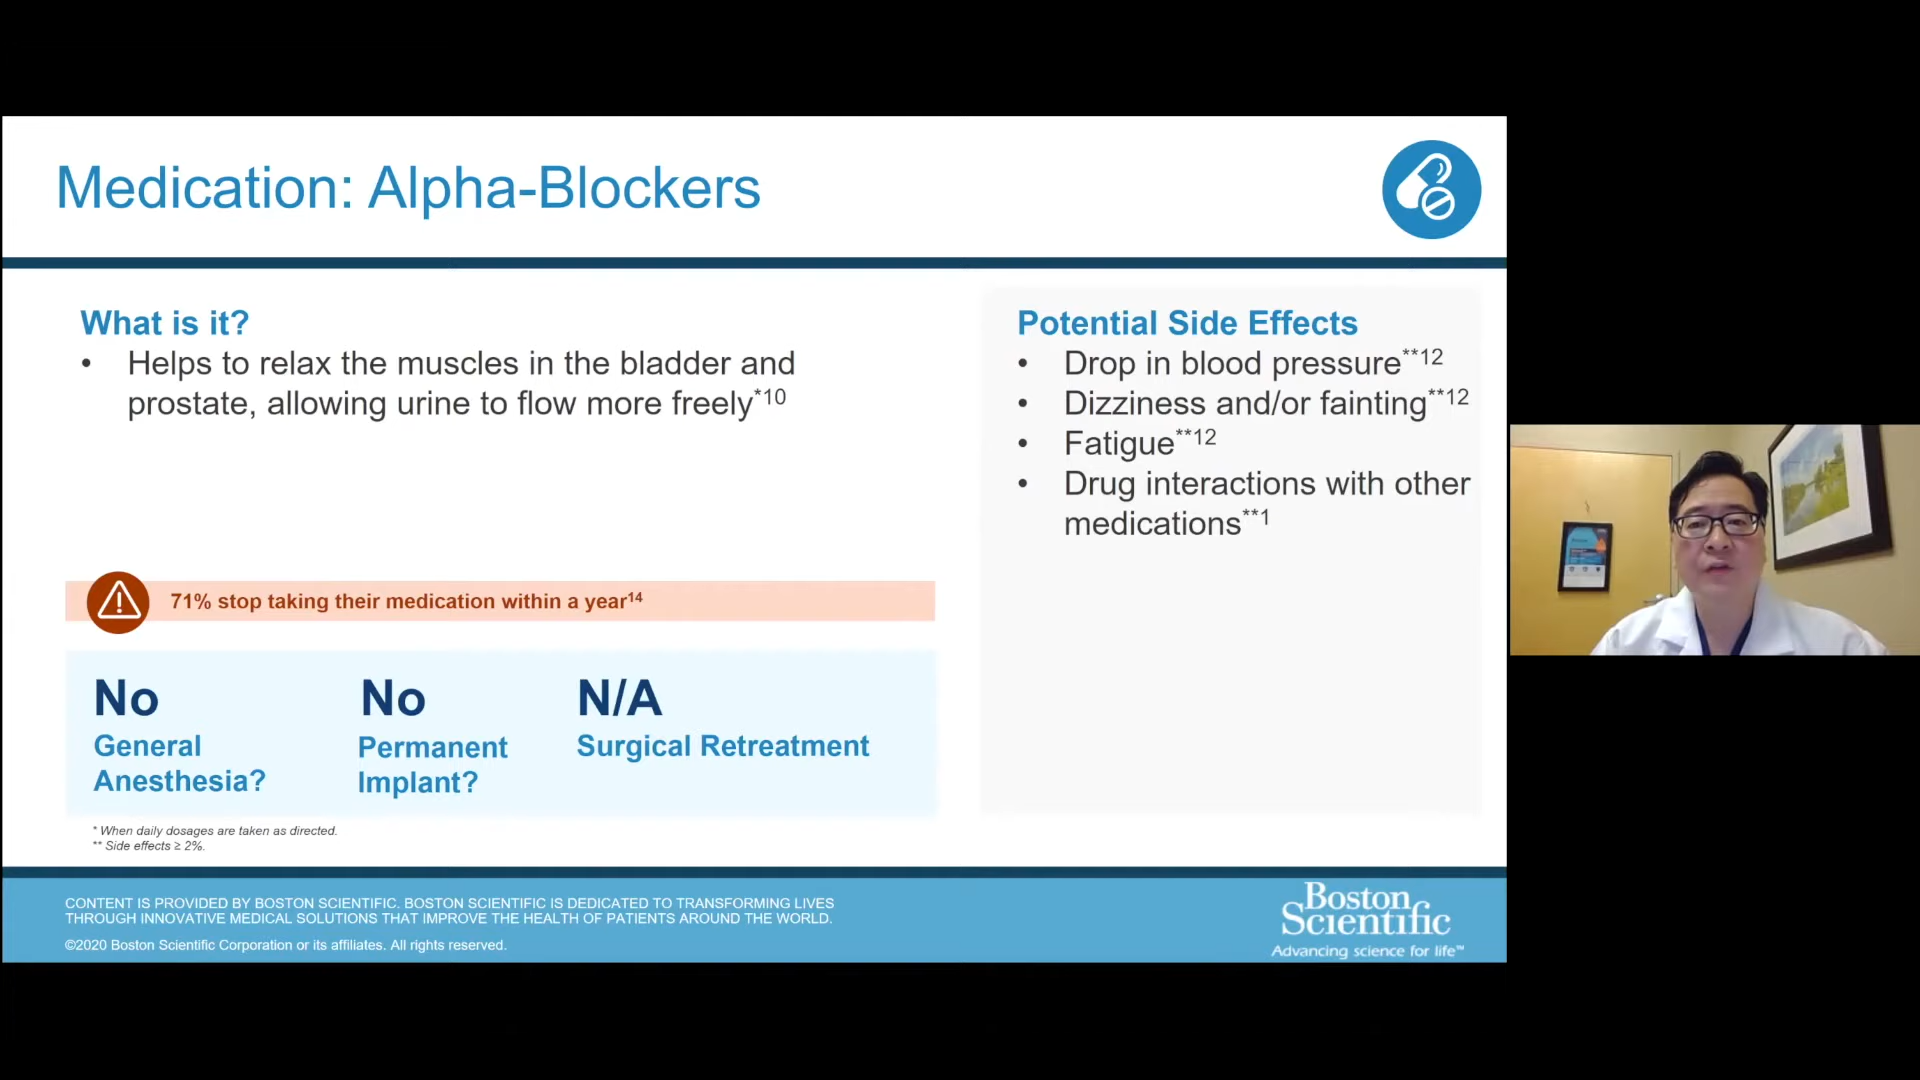 Medication: Alpha-Blockers
What is it?
• Helps to relax the muscles in the bladder and
prostate, allowing urine to flow more freely*10
71% stop taking their medication within a year14
No
General
Anesthesia?
No
Permanent
Implant?
N/A
Surgical Retreatment
* When daily dosages are taken as directed.
** Side effects ≥ 2%.
Potential Side Effects
• Drop in blood pressure**12
• Dizziness and/or fainting**12
• Fatigue**12
• Drug interactions with other
medications**1
CONTENT IS PROVIDED BY BOSTON SCIENTIFIC. BOSTON SCIENTIFIC IS DEDICATED TO TRANSFORMING LIVES
THROUGH INNOVATIVE MEDICAL SOLUTIONS THAT IMPROVE THE HEALTH OF PATIENTS AROUND THE WORLD.
©2020 Boston Scientific Corporation or its affiliates. All rights reserved.
Boston
Scientific
Advancing science for life™